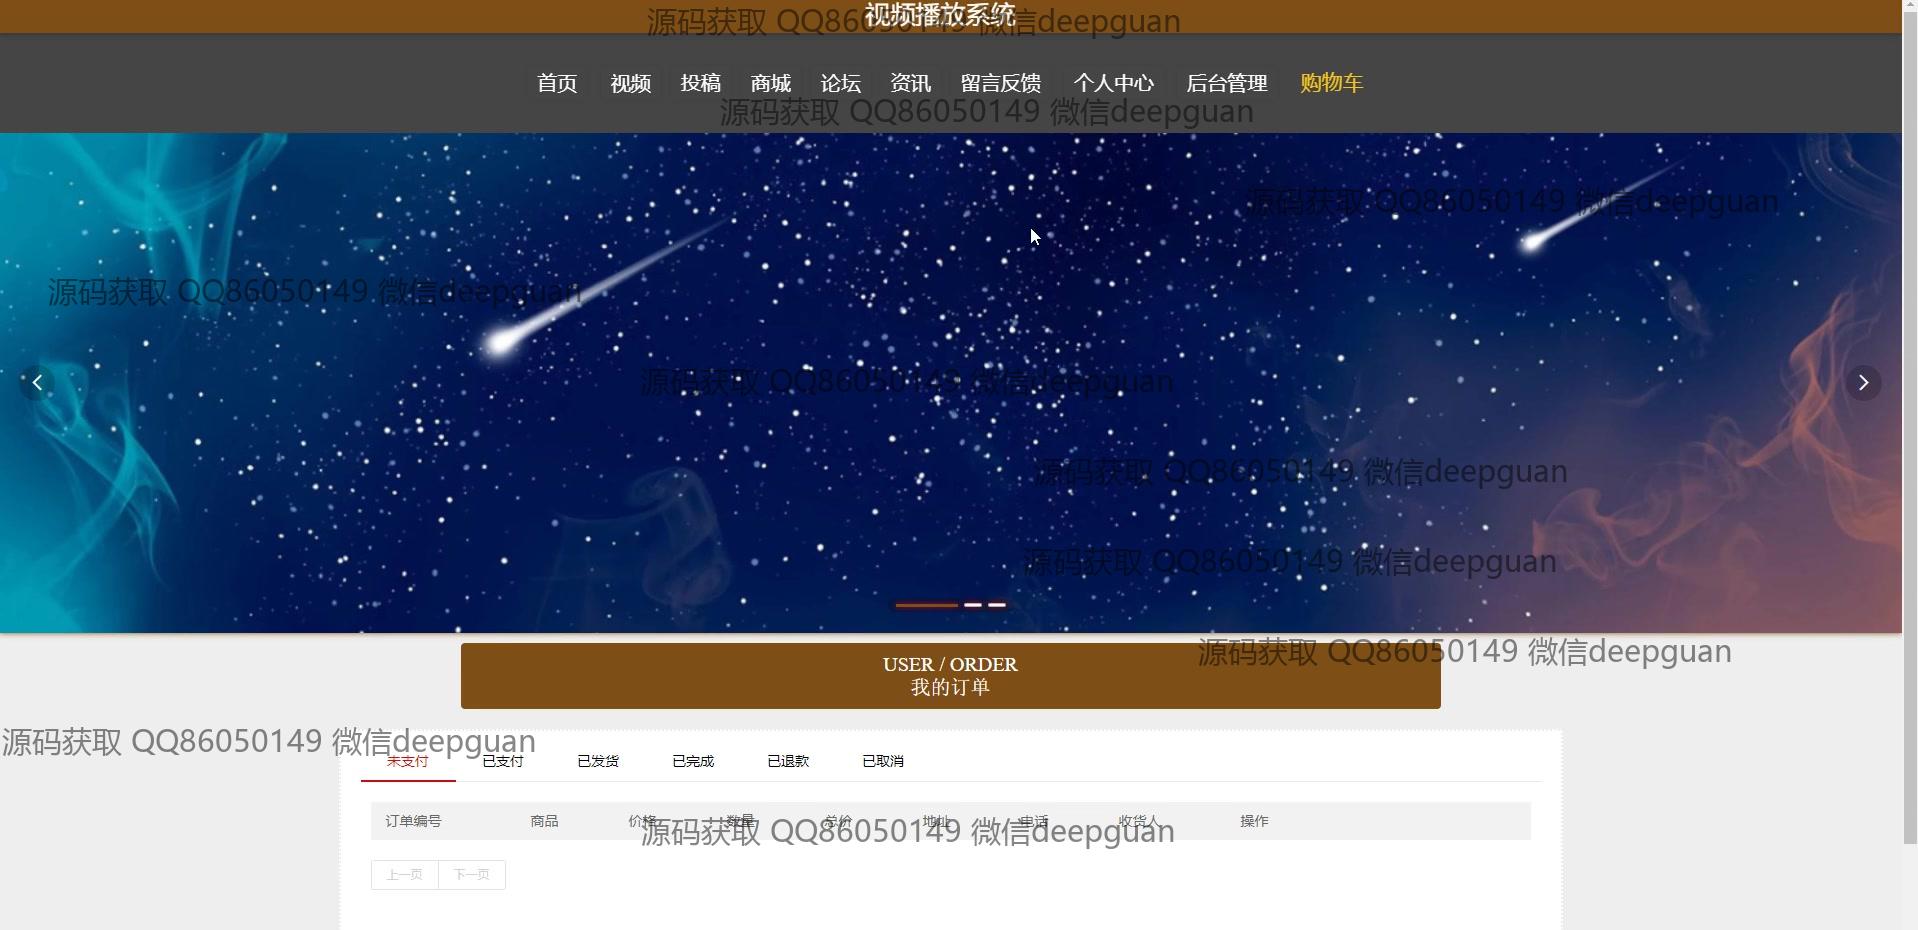 视频播放系统
源码获取 QQ86050149 微信deepguan
首页 视频 投稿 商城 论坛 资讯 留言反馈 个人中心 后台管理 购物车
源码获取 QQ86050149 微信deepguan
源码获取 QQ86050149 微信deepguan
源码获取 QQ86050149 微信deepguan
源码获取 QQ86050149 微信deepguan
源码获取 QQ86050149 微信deepguan
源码获取 QQ86050149 微信deepguan
USER / ORDER
源码获取 QQ86050149 微信deepguan
我的订单
源码获取 QQ86050149 微信deepguan
未支付 已支付 已发货 已完成 已退款 已取消
订单编号 商品 价格 数量 总价 地址 电话 收货人 操作
源码获取 QQ86050149 微信deepguan
上一页 下一页